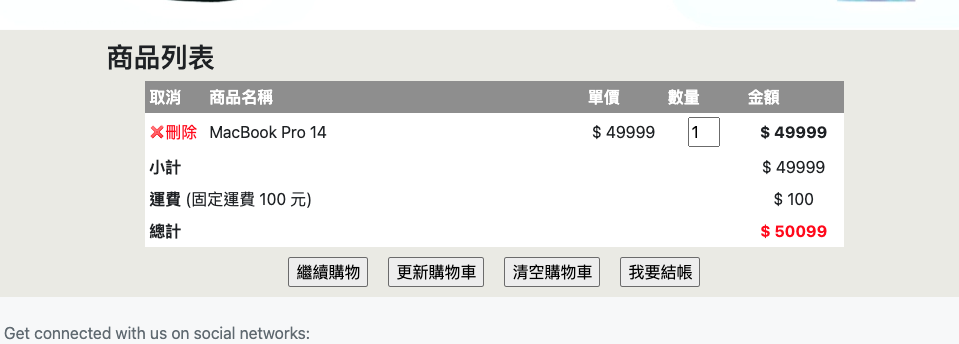 商品列表
取消 商品名稱 單價 數量 金額
刪除 MacBook Pro 14 $ 49999 1 $ 49999
小計 $ 49999
運費 (固定運費 100 元) $ 100
總計 $ 50099
繼續購物 更新購物車 清空購物車 我要結帳
Get connected with us on social networks: